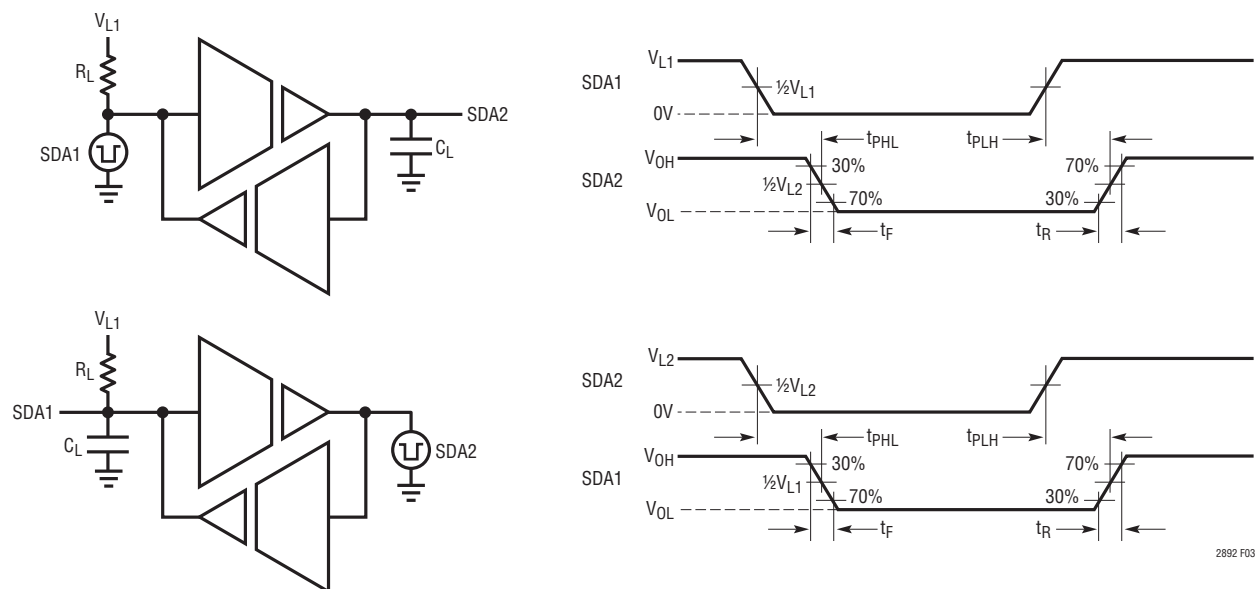 VL1
RL
SDA1
SDA2
CL
VL1
SDA1
½VL1
0V
tPHL
tPLH
VOH
30%
70%
SDA2
½VL2
70%
30%
VOL
tF
tR
VL1
RL
SDA1
CL
SDA2
VL2
SDA2
½VL2
0V
tPHL
tPLH
VOH
30%
70%
SDA1
½VL1
70%
30%
VOL
tF
tR
2892 F03